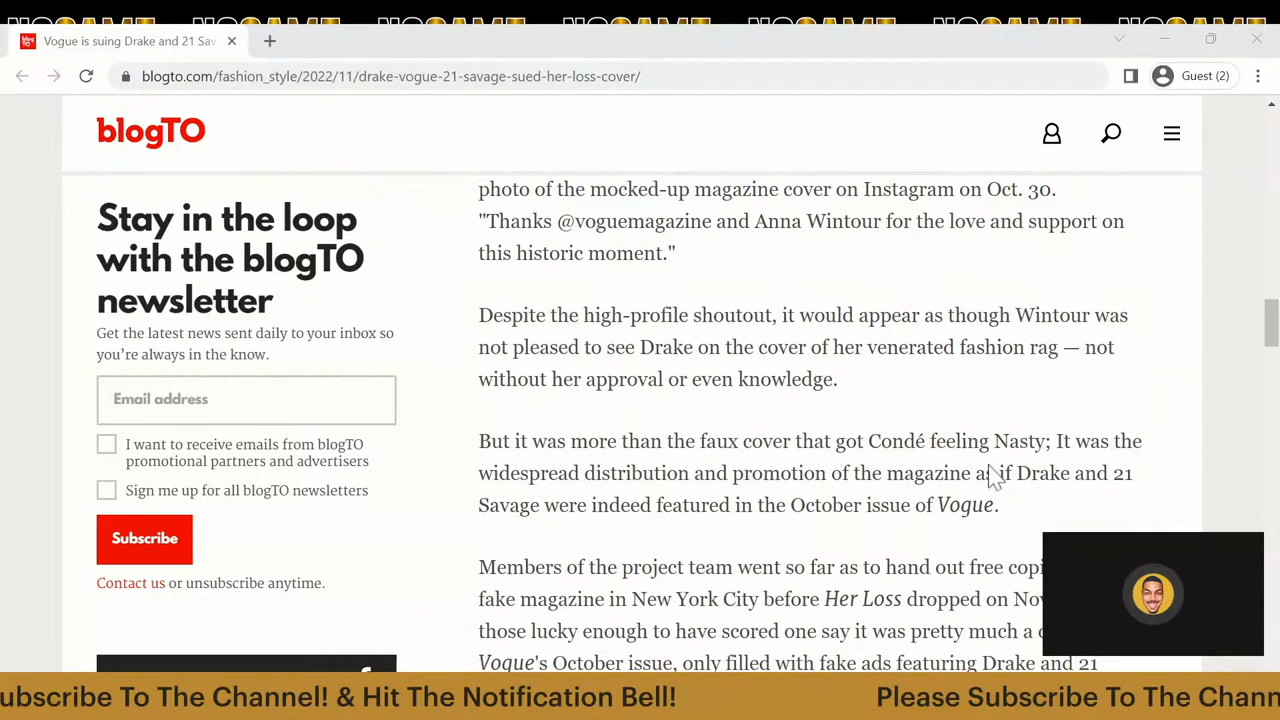 NOGAME NOGAME NOGAME NOGAME NOGAME NOGAME NOGAME
blog TO
Vogue is suing Drake and 21 Sav
blogto.com/fashion_style/2022/11/drake-vogue-21-savage-sued-her-loss-cover/
Guest (2)
blogTO
Stay in the loop
with the blogTO
newsletter
Get the latest news sent daily to your inbox so
you're always in the know.
Email address
I want to receive emails from blogTO
promotional partners and advertisers
Sign me up for all blogTO newsletters
Subscribe
Contact us or unsubscribe anytime.
photo of the mocked-up magazine cover on Instagram on Oct. 30.
"Thanks @voguemagazine and Anna Wintour for the love and support on
this historic moment."
Despite the high-profile shoutout, it would appear as though Wintour was
not pleased to see Drake on the cover of her venerated fashion rag — not
without her approval or even knowledge.
But it was more than the faux cover that got Condé feeling Nasty; It was the
widespread distribution and promotion of the magazine as if Drake and 21
Savage were indeed featured in the October issue of Vogue.
Members of the project team went so far as to hand out free copi
fake magazine in New York City before Her Loss dropped on Nov
those lucky enough to have scored one say it was pretty much a
Vogue's October issue, only filled with fake ads featuring Drake and 21
ubscribe To The Channel! & Hit The Notification Bell! Please Subscribe To The Chann